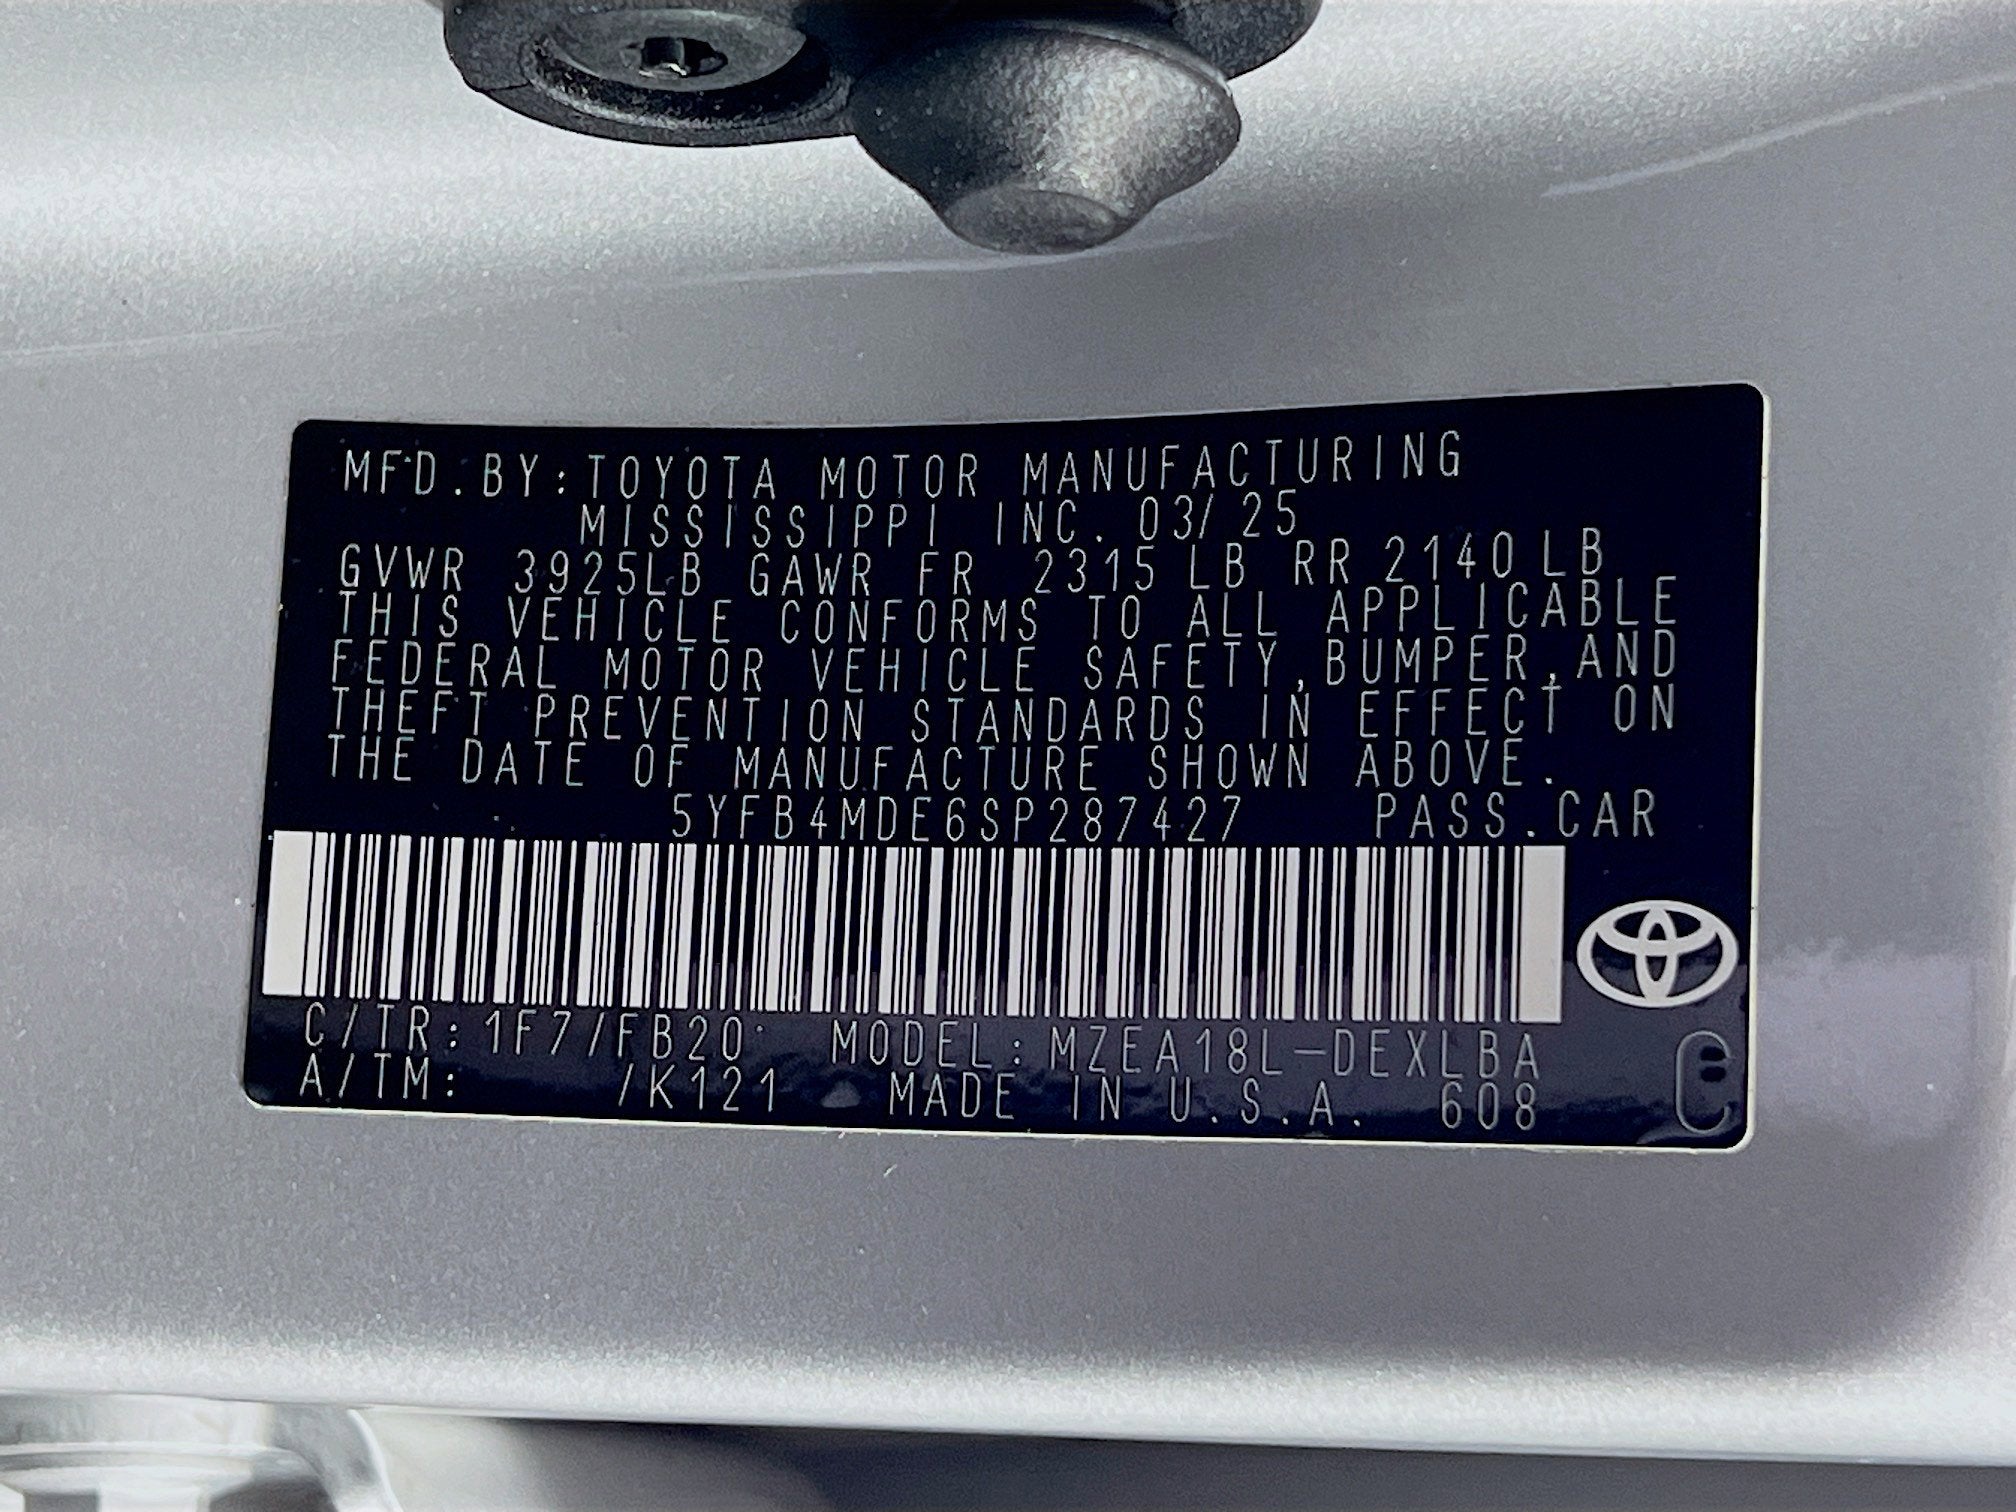 MFD.BY:TOYOTA MOTOR MANUFACTURING
MISSISSIPPI INC. 03/25
GVWR 3925LB GAWR FR 2315LB RR 2140LB
THIS VEHICLE CONFORMS TO ALL APPLICABLE
FEDERAL MOTOR VEHICLE SAFETY,BUMPER,AND
THEFT PREVENTION STANDARDS IN EFFECT ON
THE DATE OF MANUFACTURE SHOWN ABOVE.
5YFB4MDE6SP287427 PASS.CAR
C/TR:1F7/FB20 MODEL:MZEA18L-DEXLBA
A/TM: /K121 MADE IN U.S.A. 608